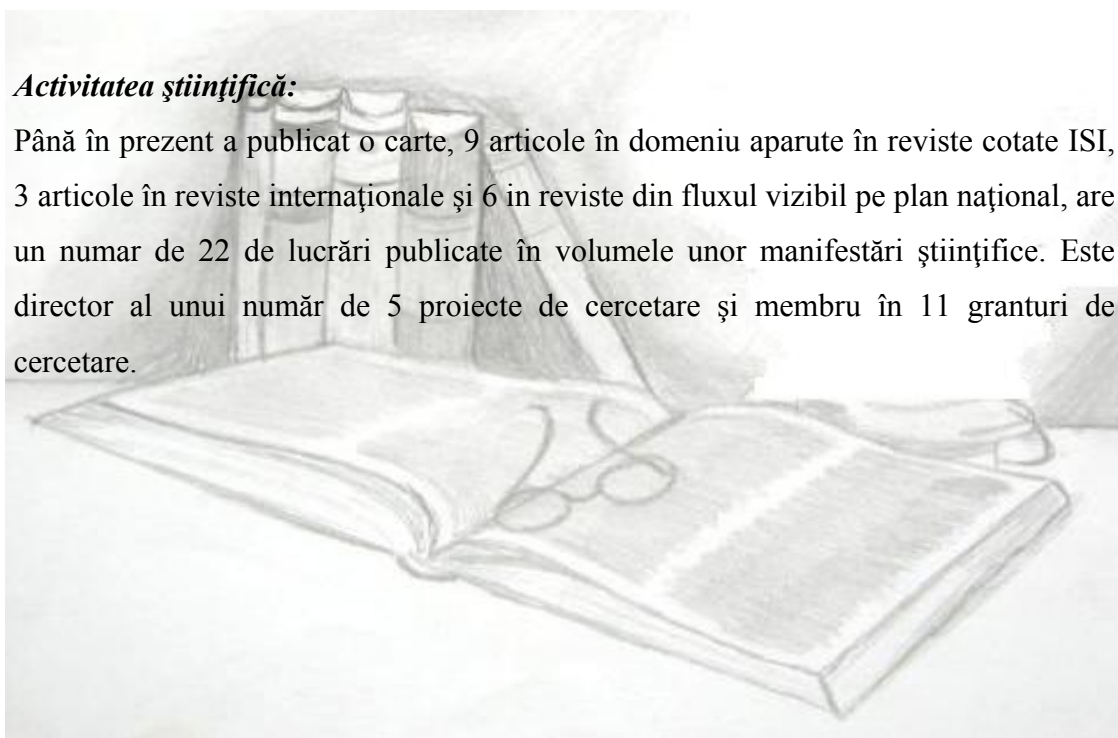 Activitatea ştiinţifică:
Până în prezent a publicat o carte, 9 articole în domeniu aparute în reviste cotate ISI,
3 articole în reviste internaţionale şi 6 in reviste din fluxul vizibil pe plan naţional, are
un numar de 22 de lucrări publicate în volumele unor manifestări ştiinţifice. Este
director al unui număr de 5 proiecte de cercetare şi membru în 11 granturi de
cercetare.